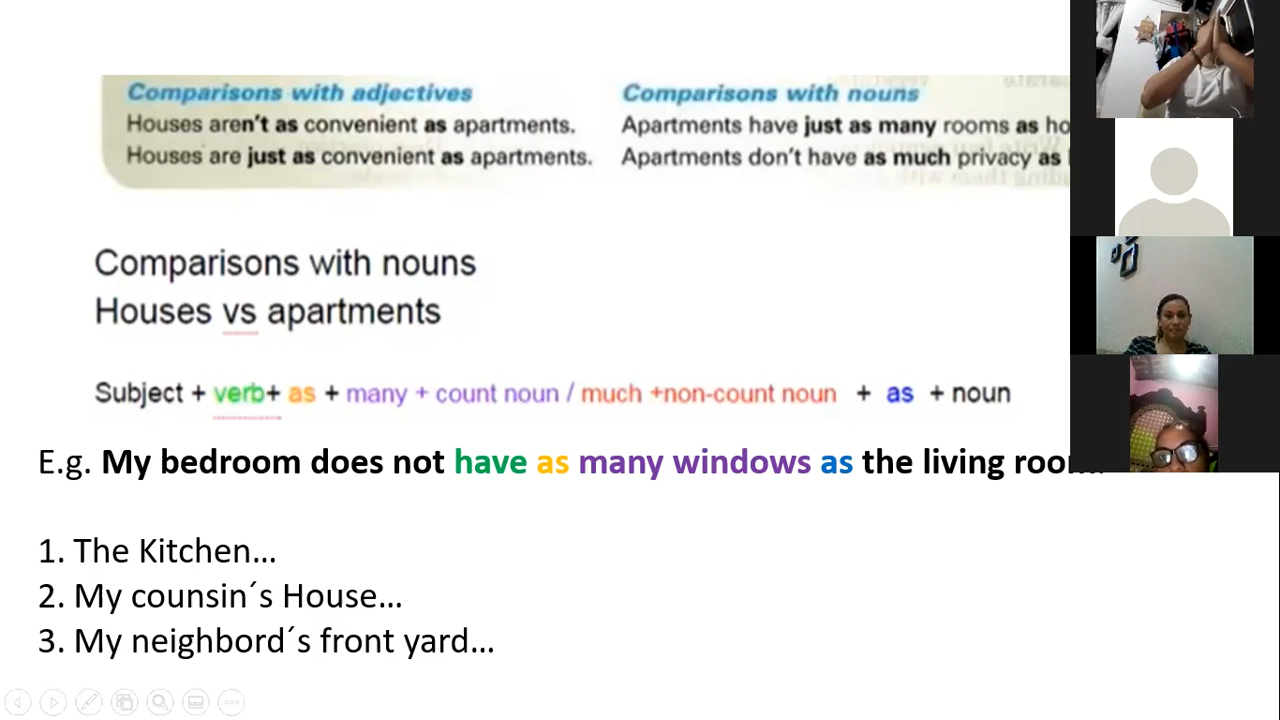 Comparisons with adjectives
Houses aren't as convenient as apartments.
Houses are just as convenient as apartments.
Comparisons with nouns
Apartments have just as many rooms as ho
Apartments don't have as much privacy as
Comparisons with nouns
Houses vs apartments
Subject + verb+ as + many + count noun / much +non-count noun + as + noun
E.g. My bedroom does not have as many windows as the living room.
1. The Kitchen…
2. My counsin´s House…
3. My neighbord´s front yard…